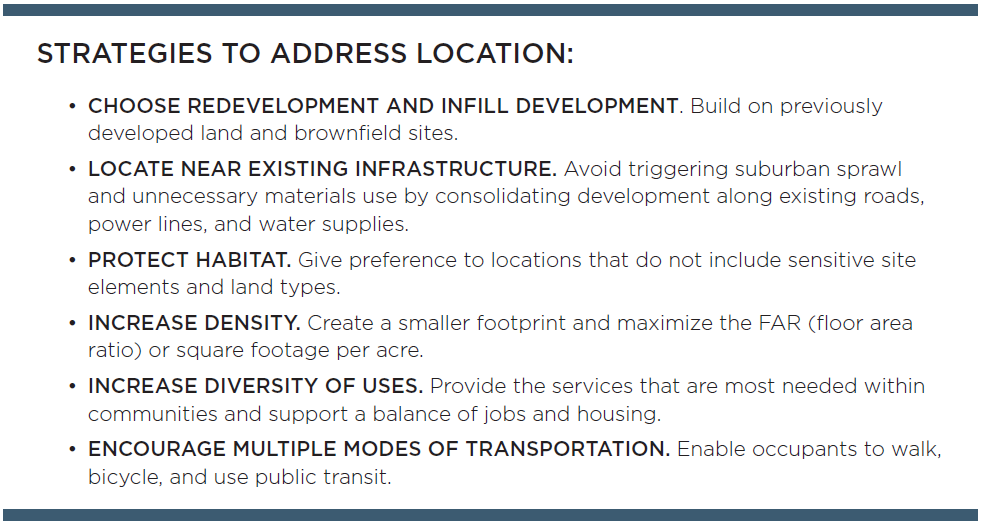 STRATEGIES TO ADDRESS LOCATION:
• CHOOSE REDEVELOPMENT AND INFILL DEVELOPMENT. Build on previously
developed land and brownfield sites.
• LOCATE NEAR EXISTING INFRASTRUCTURE. Avoid triggering suburban sprawl
and unnecessary materials use by consolidating development along existing roads,
power lines, and water supplies.
• PROTECT HABITAT. Give preference to locations that do not include sensitive site
elements and land types.
• INCREASE DENSITY. Create a smaller footprint and maximize the FAR (floor area
ratio) or square footage per acre.
• INCREASE DIVERSITY OF USES. Provide the services that are most needed within
communities and support a balance of jobs and housing.
• ENCOURAGE MULTIPLE MODES OF TRANSPORTATION. Enable occupants to walk,
bicycle, and use public transit.